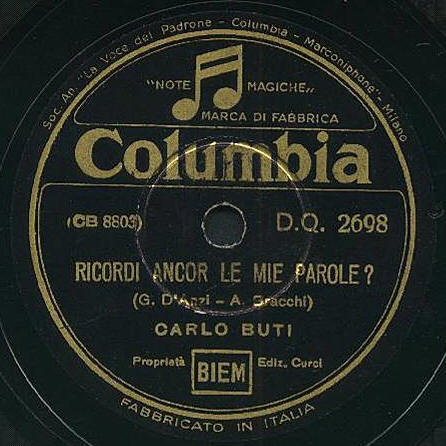 Soc. An. "La Voce del Padrone - Columbia - Marconiphone" - Milano
"NOTE MAGICHE"
MARCA DI FABBRICA
Columbia
(CB 8803) D.Q. 2698
RICORDI ANCOR LE MIE PAROLE?
(G. D'Anzi - A. Bracchi)
CARLO BUTI
Proprietà BIEM Ediz. Curci
FABBRICATO IN ITALIA